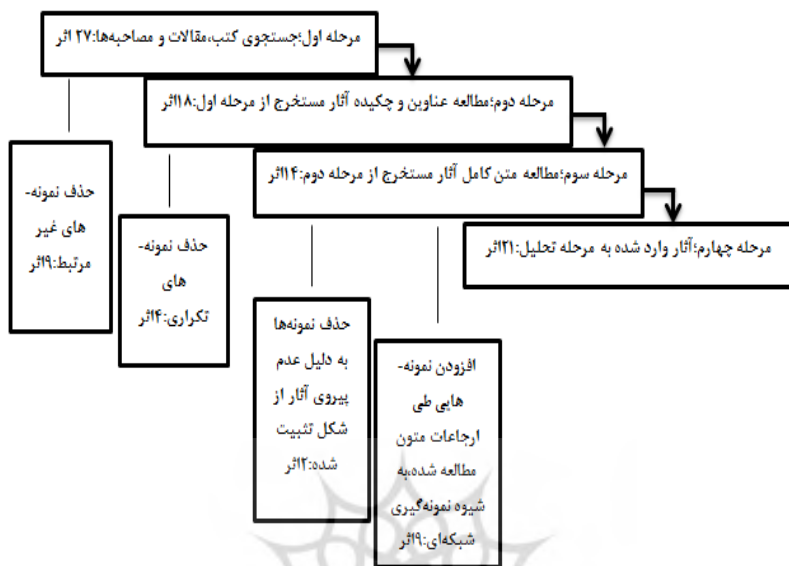 مرحله اول؛جستجوی کتب،مقالات و مصاحبه‌ها:۲۷ اثر
مرحله دوم؛مطالعه عناوین و چکیده آثار مستخرج از مرحله اول:۱۸اثر
مرحله سوم؛مطالعه متن کامل آثار مستخرج از مرحله دوم:۱۴اثر
مرحله چهارم؛آثار وارد شده به مرحله تحلیل:۲۱اثر
حذف نمونه-
های غیر
مرتبط:۹اثر
حذف نمونه-
های
تکراری:۴اثر
حذف نمونه‌ها
به دلیل عدم
پیروی آثار از
شکل تثبیت
شده:۲اثر
افزودن نمونه-
هایی طی
ارجاعات متون
مطالعه شده،به
شیوه نمونه‌گیری
شبکه‌ای:۹اثر